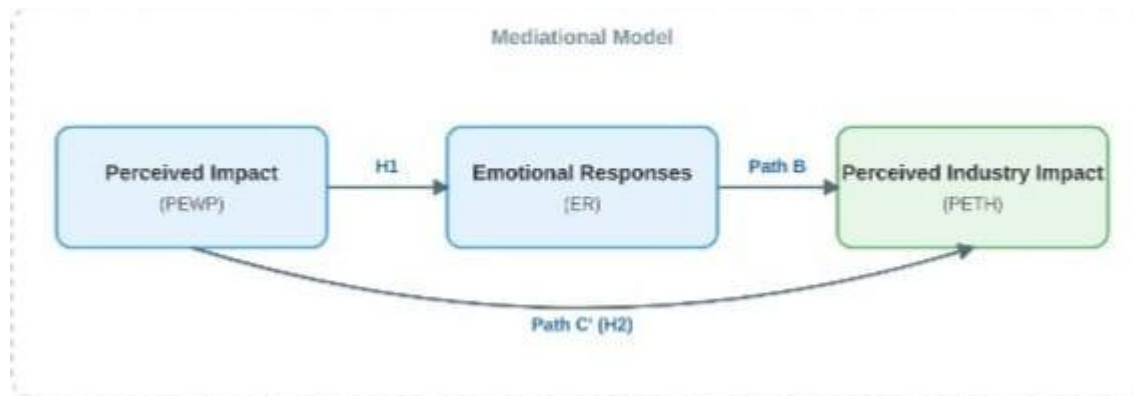 Mediational Model
Perceived Impact
(PEWP)
H1
Emotional Responses
(ER)
Path B
Perceived Industry Impact
(PETH)
Path C' (H2)